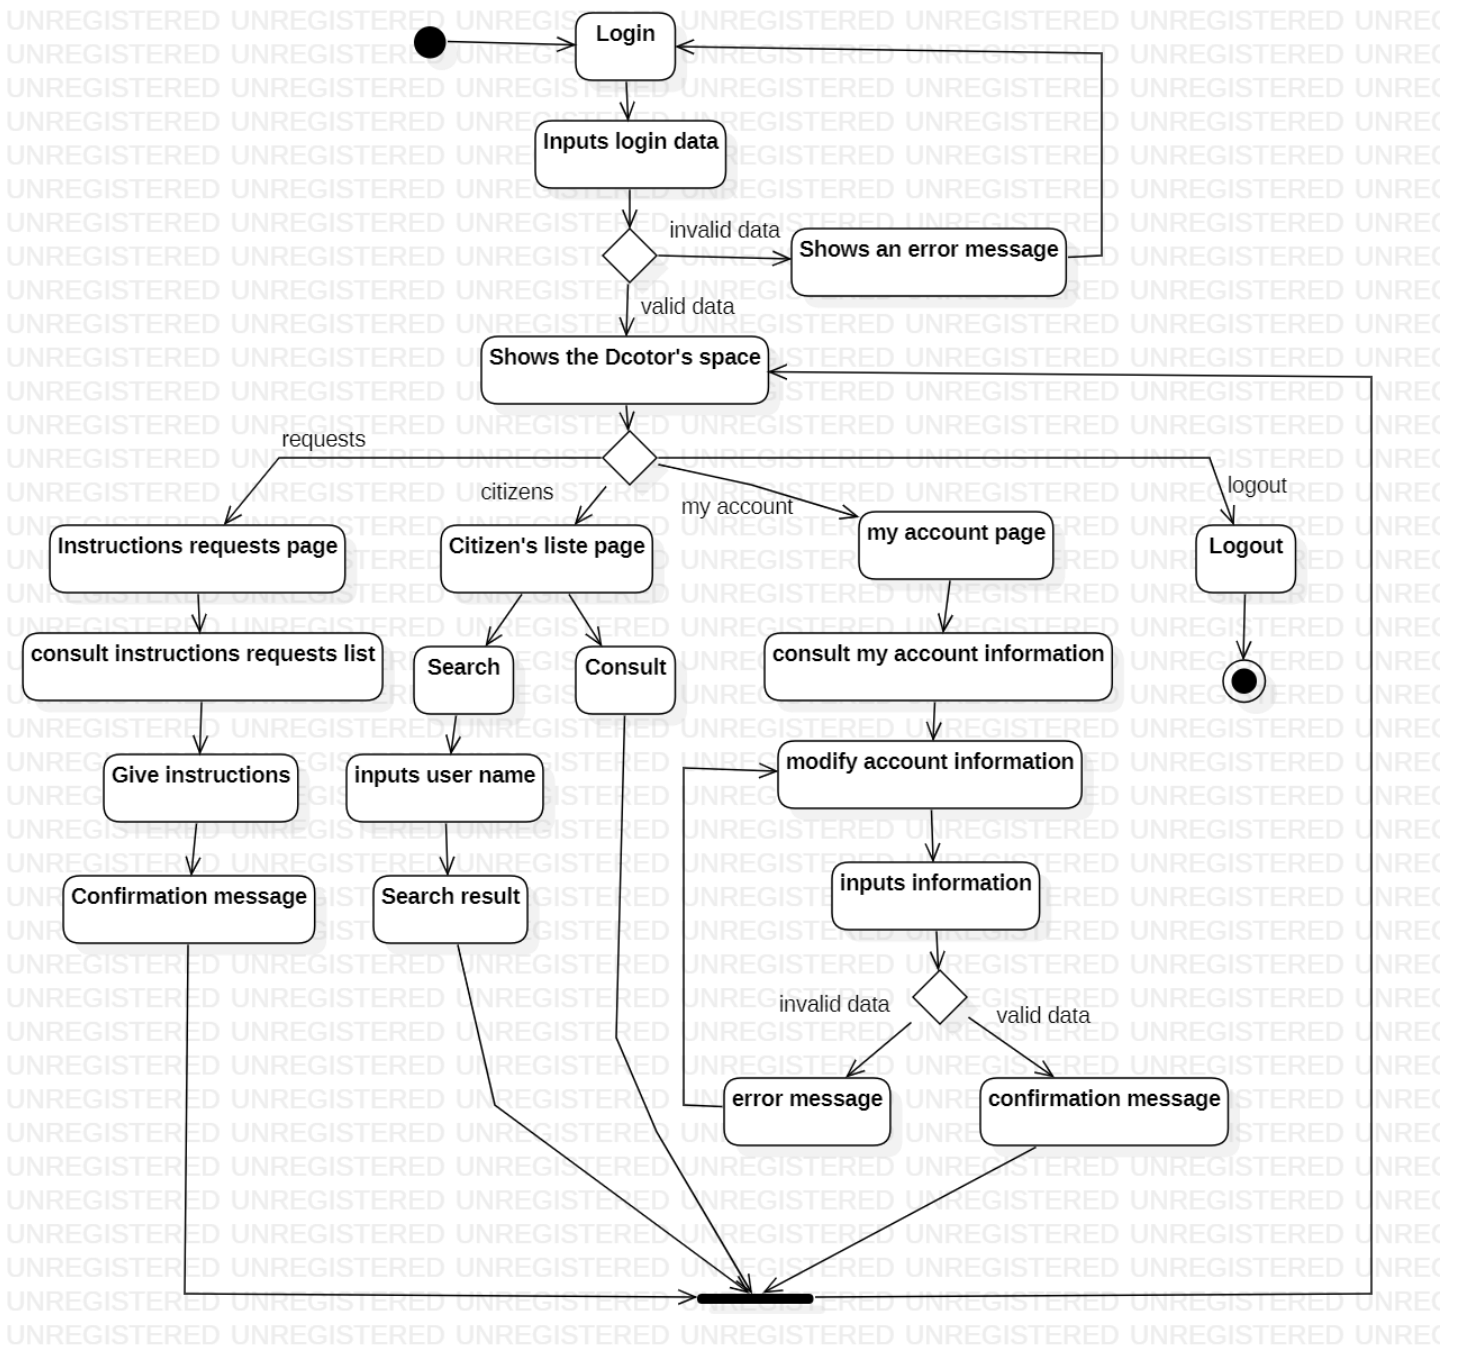 Login
Inputs login data
invalid data
Shows an error message
valid data
Shows the Dcotor's space
requests
citizens
my account
logout
Instructions requests page
Citizen's liste page
my account page
Logout
consult instructions requests list
Search
Consult
consult my account information
Give instructions
inputs user name
modify account information
Confirmation message
Search result
inputs information
invalid data
valid data
error message
confirmation message
UNREGISTERED